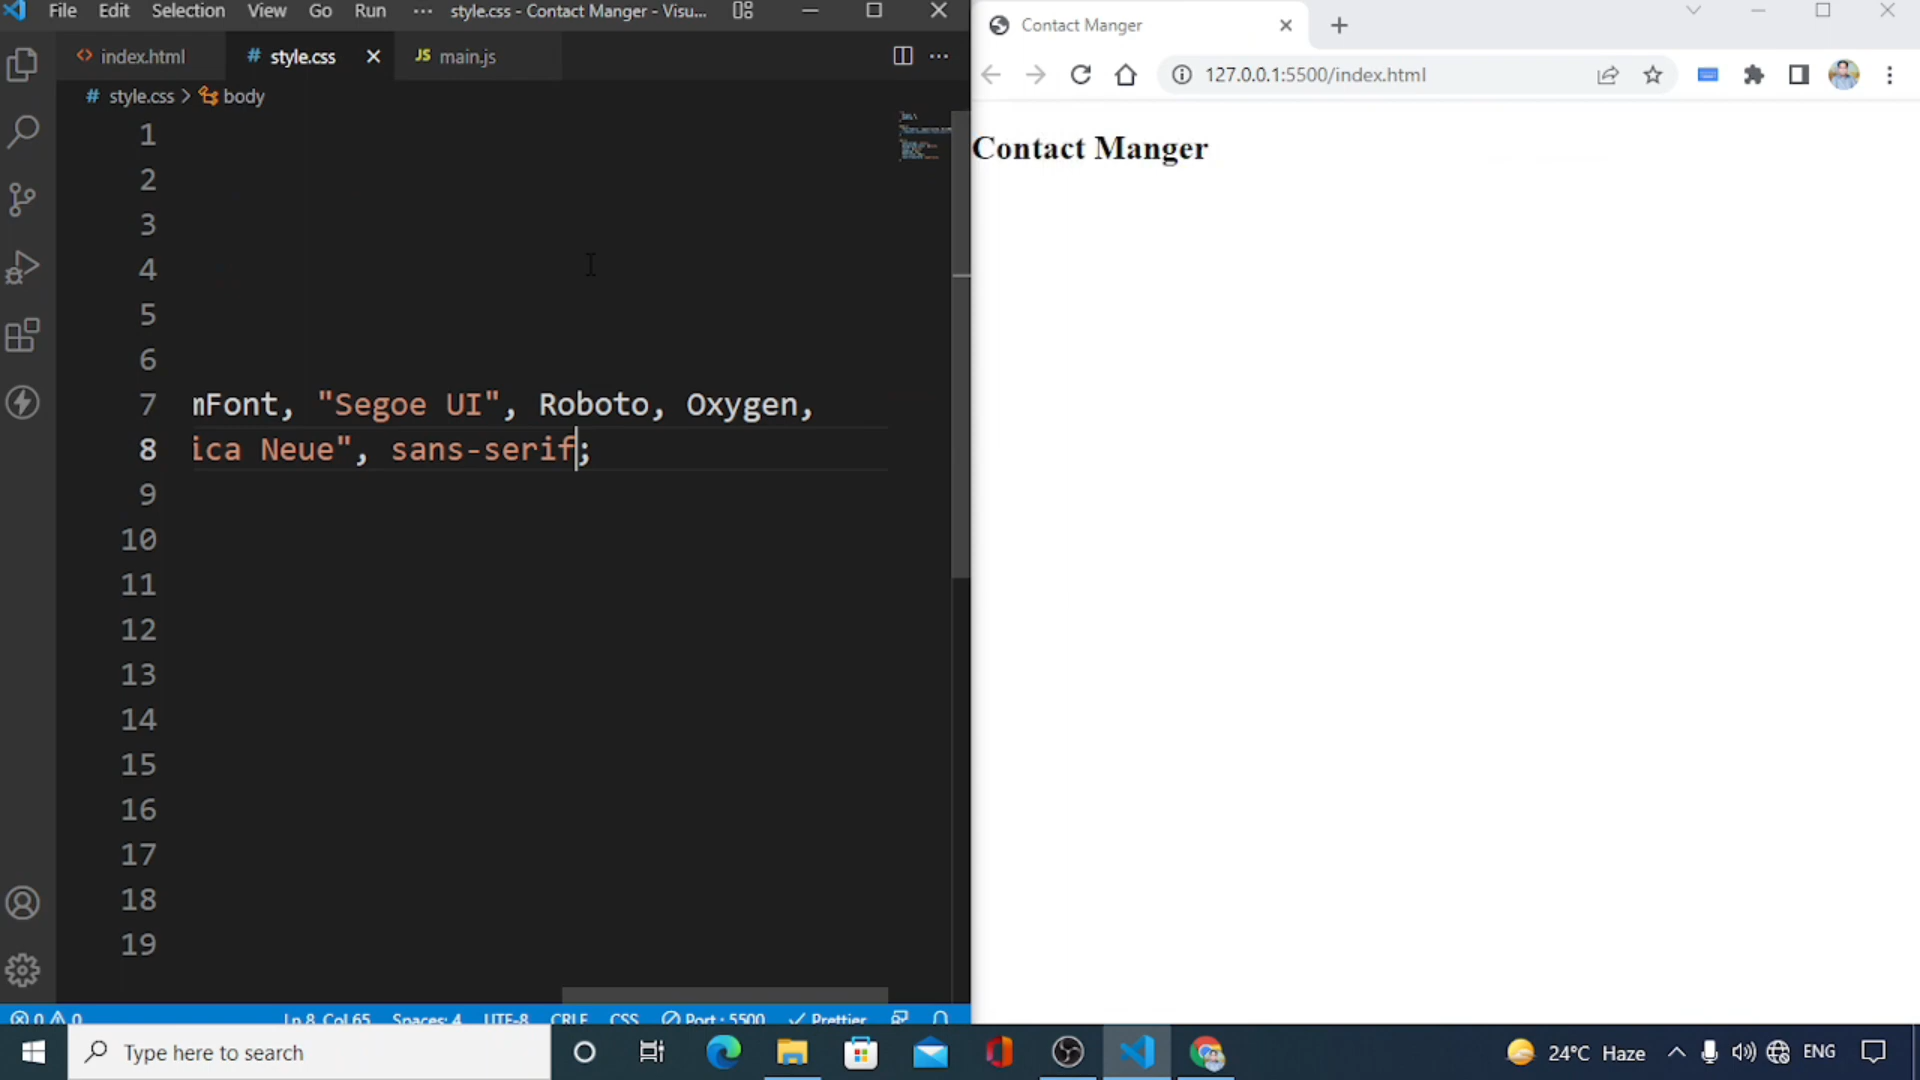 File Edit Selection View Go Run ... style.css - Contact Manger - Visu...
index.html # style.css JS main.js
# style.css > body
1
2
3
4
5
6
7 mFont, "Segoe UI", Roboto, Oxygen,
8 ica Neue", sans-serif;
9
10
11
12
13
14
15
16
17
18
19
0 0 Ln 8, Col 65 Spaces: 4 UTF-8 CRLF CSS Port : 5500 Prettier
Contact Manger
127.0.0.1:5500/index.html
Contact Manger
Type here to search
24°C Haze ENG